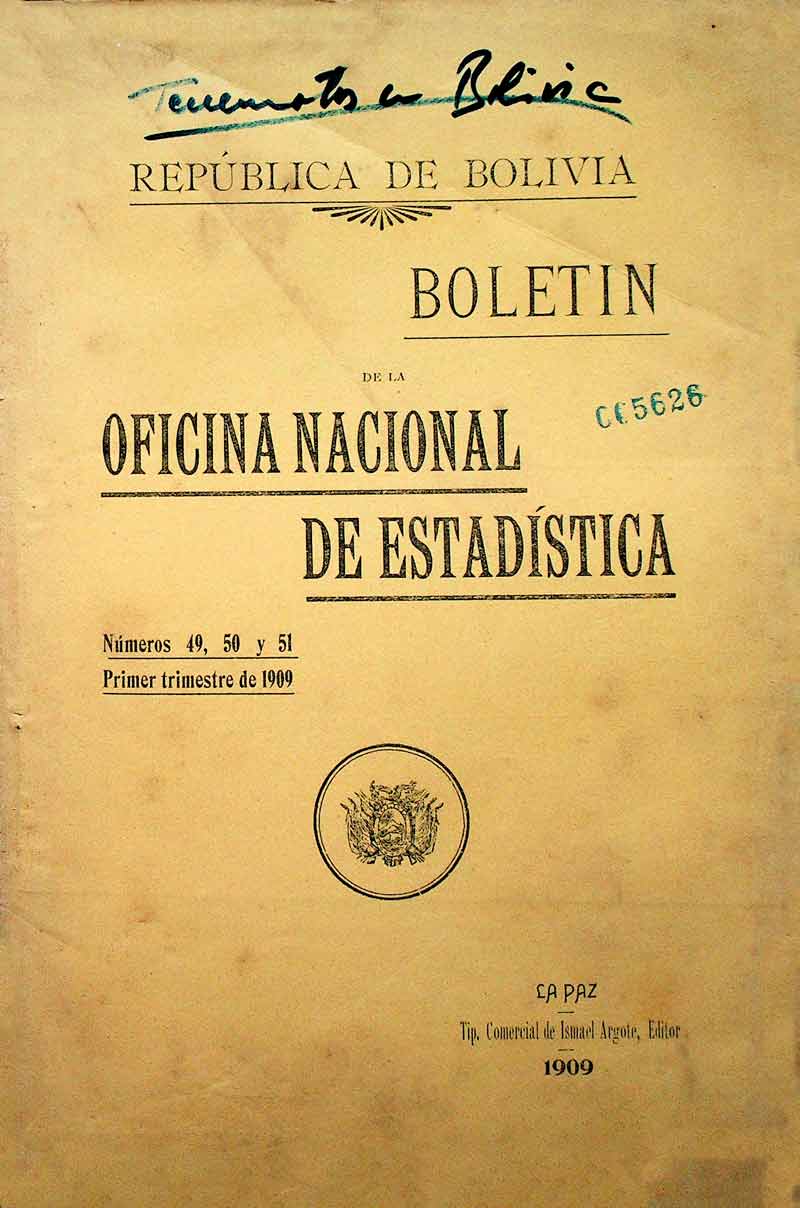 Terremotos en Bolivia
REPÚBLICA DE BOLIVIA
BOLETIN
DE LA
CC5626
OFICINA NACIONAL
DE ESTADÍSTICA
Números 49, 50 y 51
Primer trimestre de 1909
LA PAZ
Tip. Comercial de Ismael Argote, Editor
1909